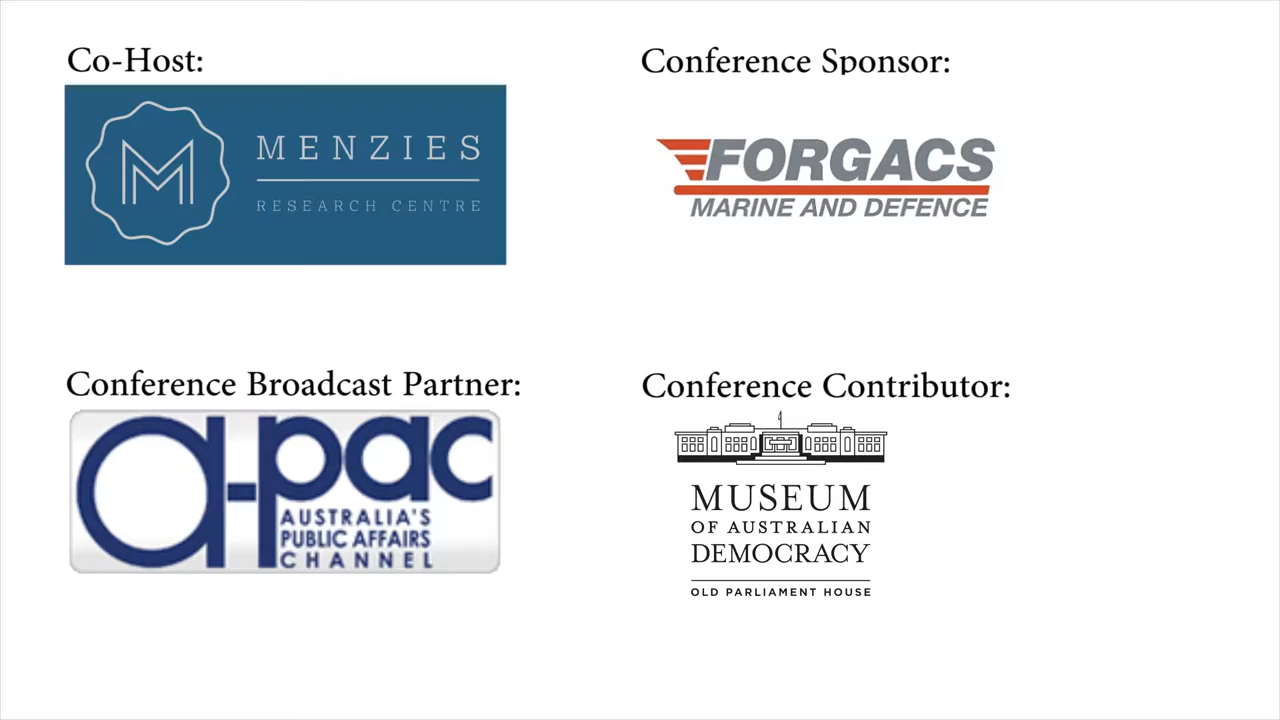 Co-Host:
M
MENZIES
RESEARCH CENTRE
Conference Sponsor:
FORGACS
MARINE AND DEFENCE
Conference Broadcast Partner:
a-pac
AUSTRALIA'S
PUBLIC AFFAIRS
CHANNEL
Conference Contributor:
MUSEUM
OF AUSTRALIAN
DEMOCRACY
OLD PARLIAMENT HOUSE